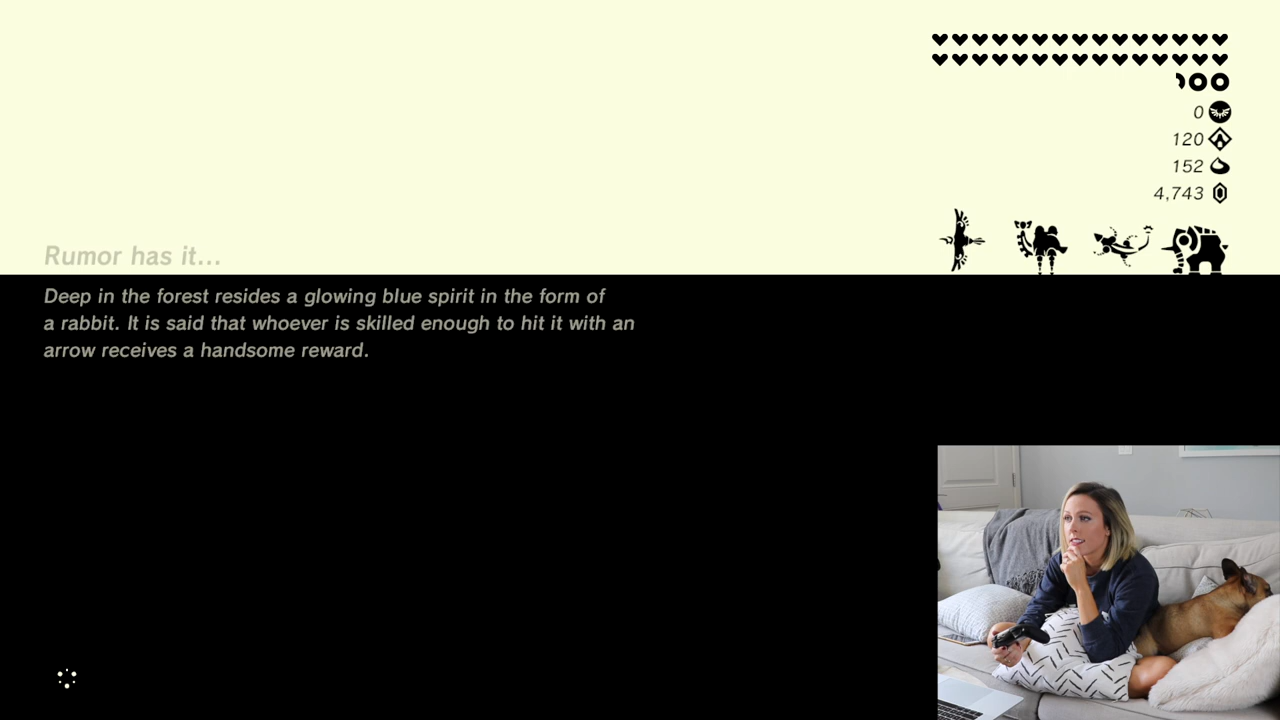 0
120
152
4,743
Rumor has it...
Deep in the forest resides a glowing blue spirit in the form of
a rabbit. It is said that whoever is skilled enough to hit it with an
arrow receives a handsome reward.